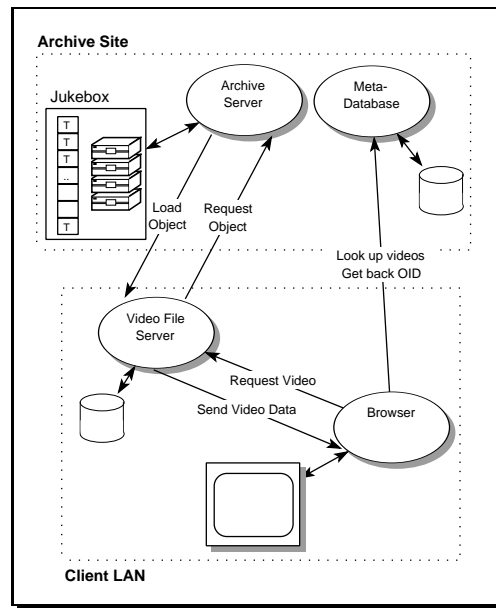 Archive Site
Archive
Server
Meta-
Database
Jukebox
T
T
T
..
T
Load
Object
Request
Object
Look up videos
Get back OID
Video File
Server
Request Video
Send Video Data
Browser
Client LAN